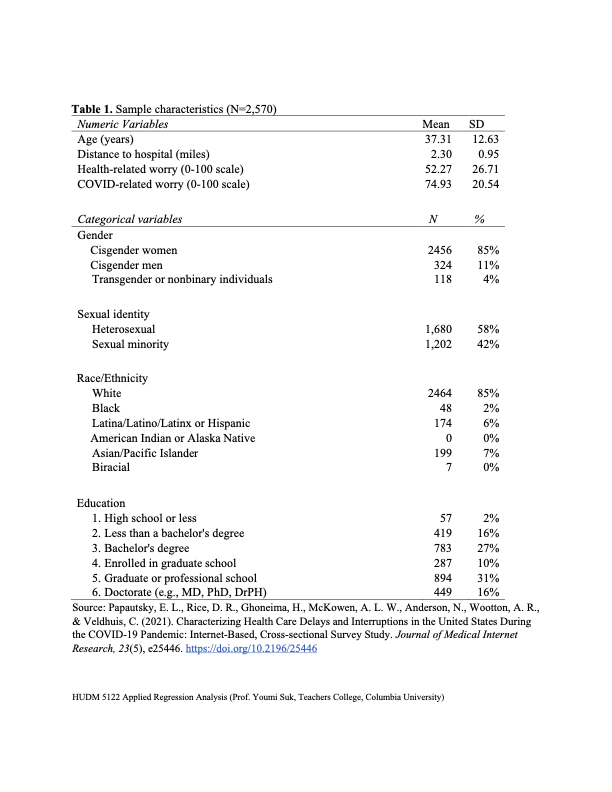 Table 1. Sample characteristics (N=2,570)
Numeric Variables Mean SD
Age (years) 37.31 12.63
Distance to hospital (miles) 2.30 0.95
Health-related worry (0-100 scale) 52.27 26.71
COVID-related worry (0-100 scale) 74.93 20.54
Categorical variables N %
Gender
Cisgender women 2456 85%
Cisgender men 324 11%
Transgender or nonbinary individuals 118 4%
Sexual identity
Heterosexual 1,680 58%
Sexual minority 1,202 42%
Race/Ethnicity
White 2464 85%
Black 48 2%
Latina/Latino/Latinx or Hispanic 174 6%
American Indian or Alaska Native 0 0%
Asian/Pacific Islander 199 7%
Biracial 7 0%
Education
1. High school or less 57 2%
2. Less than a bachelor's degree 419 16%
3. Bachelor's degree 783 27%
4. Enrolled in graduate school 287 10%
5. Graduate or professional school 894 31%
6. Doctorate (e.g., MD, PhD, DrPH) 449 16%
Source: Papautsky, E. L., Rice, D. R., Ghoneima, H., McKowen, A. L. W., Anderson, N., Wootton, A. R.,
& Veldhuis, C. (2021). Characterizing Health Care Delays and Interruptions in the United States During
the COVID-19 Pandemic: Internet-Based, Cross-sectional Survey Study. Journal of Medical Internet
Research, 23(5), e25446. https://doi.org/10.2196/25446
HUDM 5122 Applied Regression Analysis (Prof. Youmi Suk, Teachers College, Columbia University)